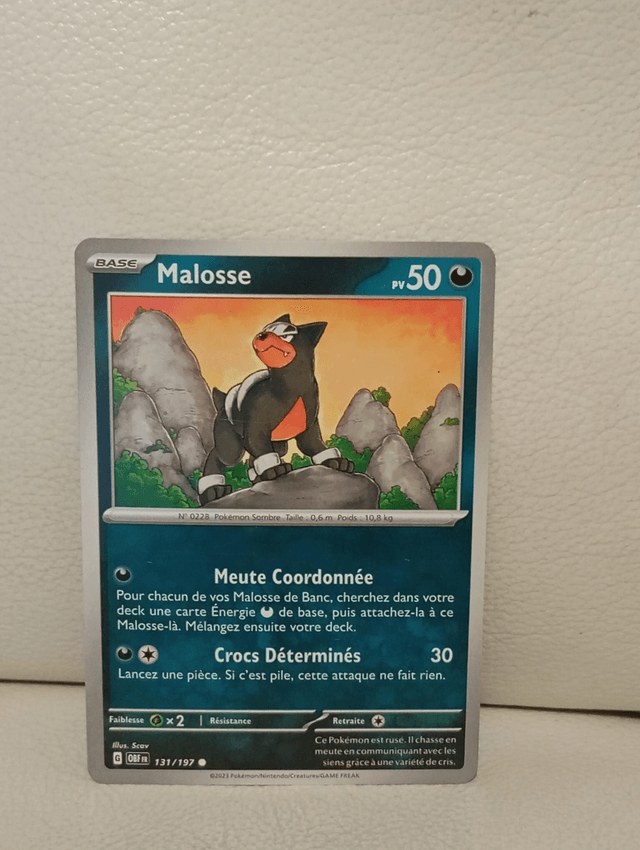 BASE Malosse PV 50
N° 0228 Pokémon Sombre Taille : 0,6 m Poids : 10,8 kg
Meute Coordonnée
Pour chacun de vos Malosse de Banc, cherchez dans votre
deck une carte Énergie de base, puis attachez-la à ce
Malosse-là. Mélangez ensuite votre deck.
Crocs Déterminés 30
Lancez une pièce. Si c'est pile, cette attaque ne fait rien.
Faiblesse ×2 Résistance Retraite
Illus. Scav
G OBF FR 131/197
Ce Pokémon est rusé. Il chasse en
meute en communiquant avec les
siens grâce à une variété de cris.
©2023 Pokémon/Nintendo/Creatures/GAME FREAK